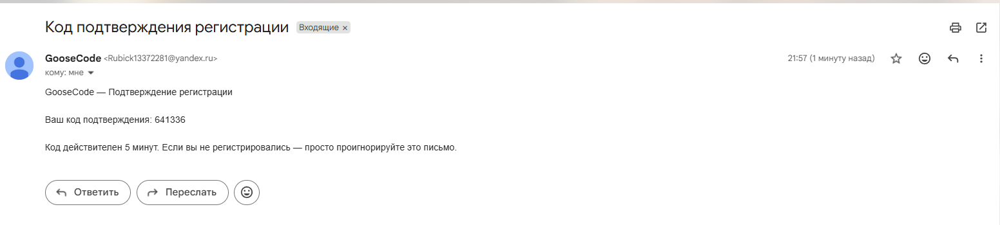 Код подтверждения регистрации Входящие ×
GooseCode <Rubick13372281@yandex.ru> 21:57 (1 минуту назад)
кому: мне
GooseCode — Подтверждение регистрации
Ваш код подтверждения: 641336
Код действителен 5 минут. Если вы не регистрировались — просто проигнорируйте это письмо.
Ответить Переслать